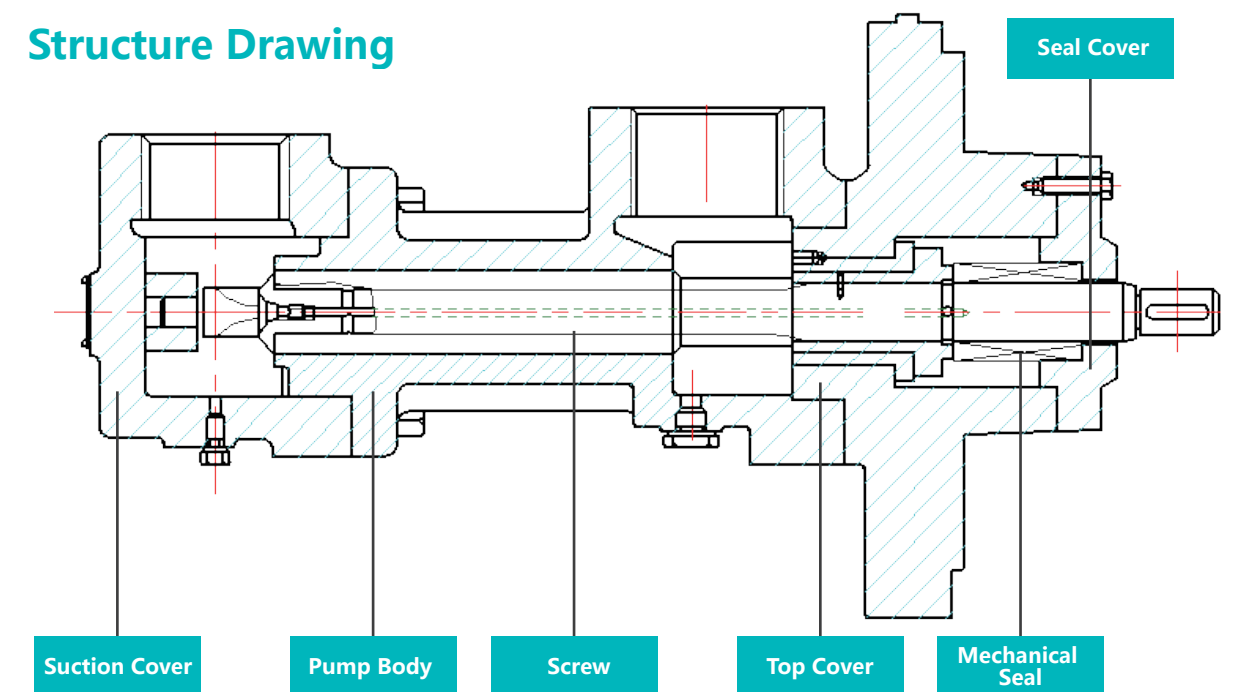 Structure Drawing
Seal Cover
Suction Cover
Pump Body
Screw
Top Cover
Mechanical
Seal